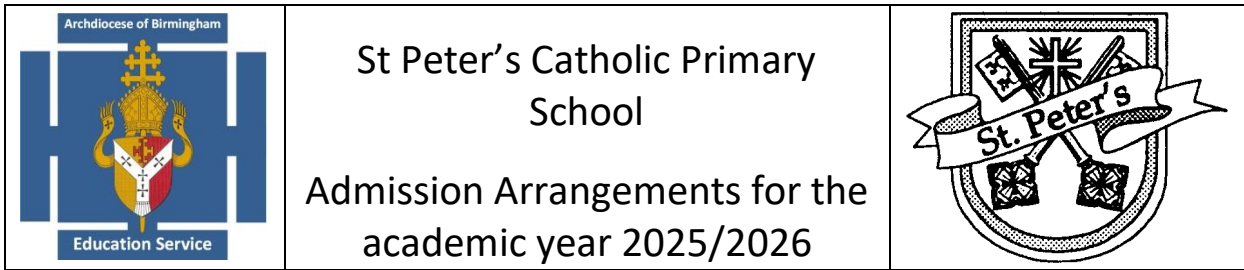 Archdiocese of Birmingham
Education Service
St Peter’s Catholic Primary
School
Admission Arrangements for the
academic year 2025/2026
St. Peter's